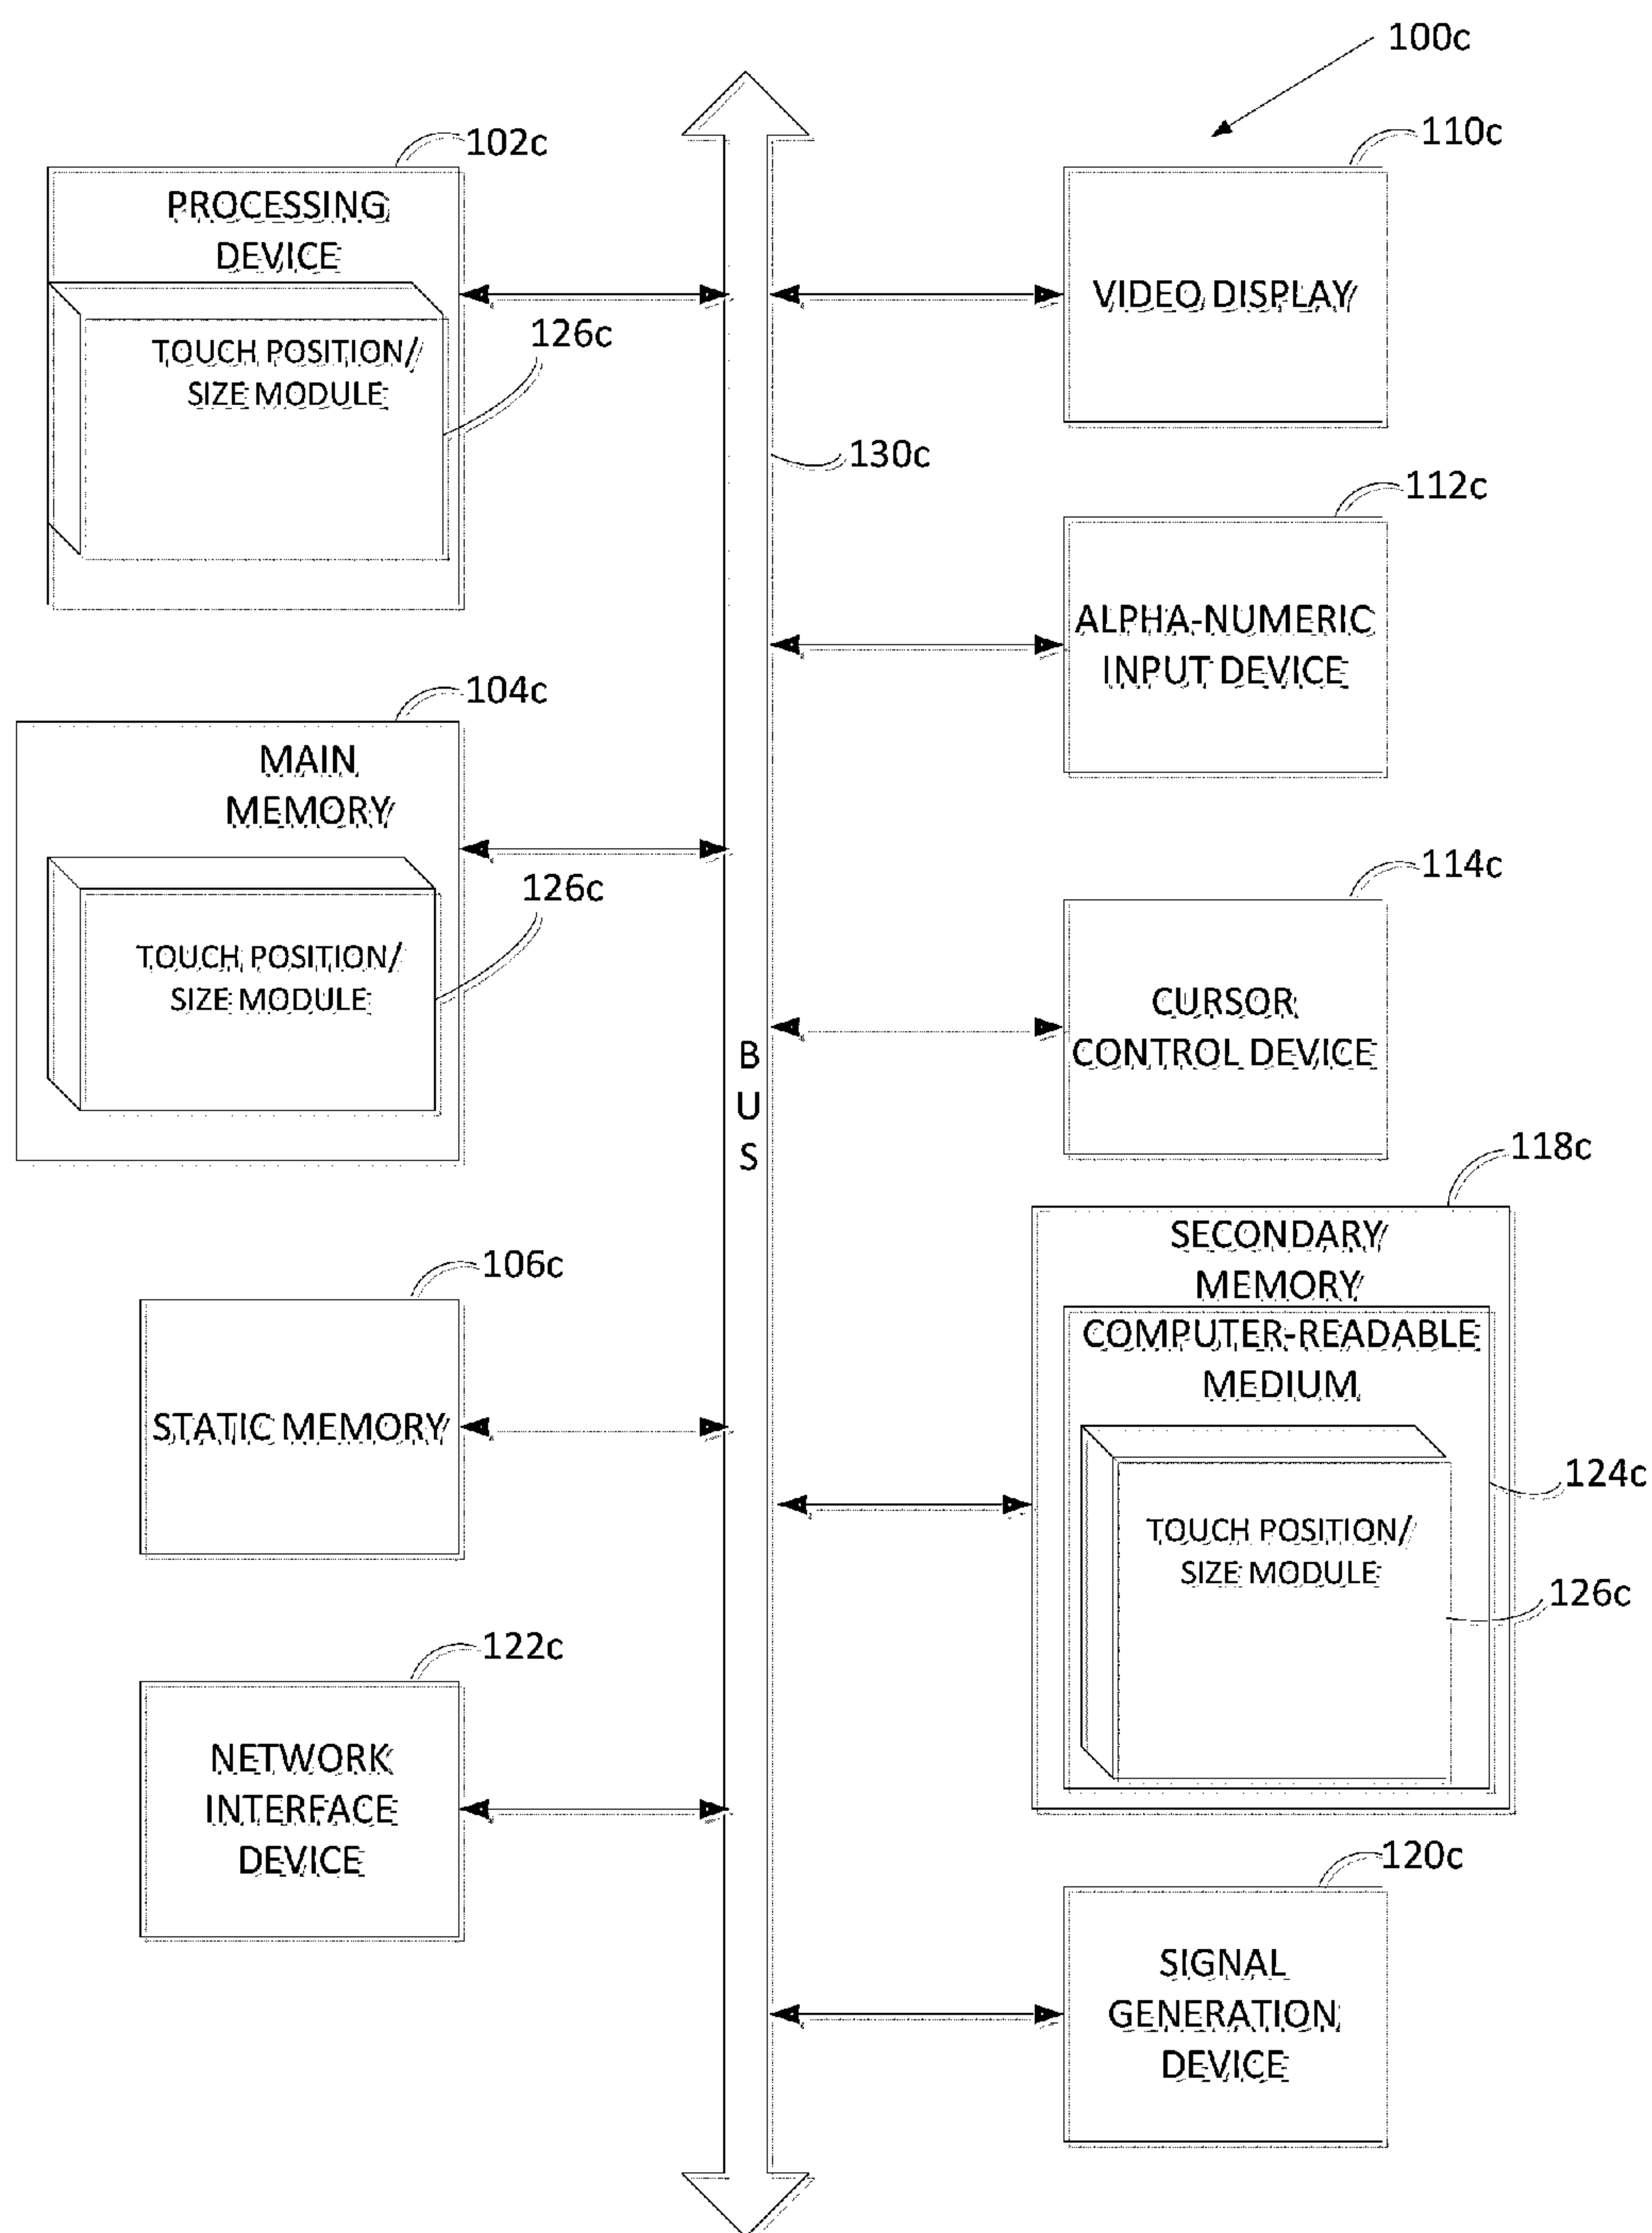 100c
102c
PROCESSING
DEVICE
TOUCH POSITION/
SIZE MODULE
126c
110c
VIDEO DISPLAY
130c
112c
ALPHA-NUMERIC
INPUT DEVICE
104c
MAIN
MEMORY
TOUCH POSITION/
SIZE MODULE
126c
114c
CURSOR
CONTROL DEVICE
B
U
S
118c
SECONDARY
MEMORY
COMPUTER-READABLE
MEDIUM
TOUCH POSITION/
SIZE MODULE
124c
126c
106c
STATIC MEMORY
122c
NETWORK
INTERFACE
DEVICE
120c
SIGNAL
GENERATION
DEVICE